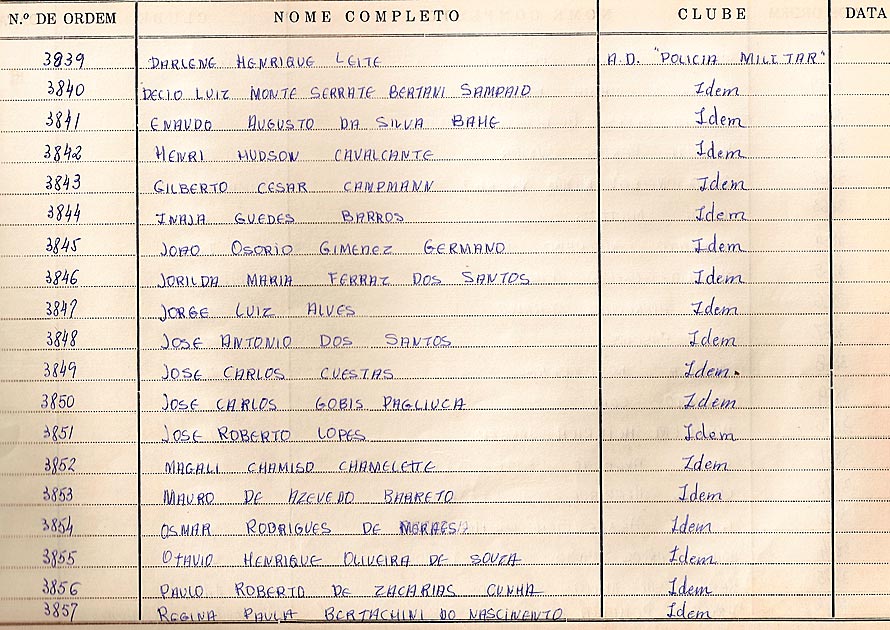 N.º DE ORDEM NOME COMPLETO CLUBE DATA
3839 DARLENE HENRIQUE LEITE A.D. "POLICIA MILITAR"
3840 DECIO LUIZ MONTE SERRATE BERTANI SAMPAIO Idem
3841 ENAUDO AUGUSTO DA SILVA BAHE Idem
3842 HENRI HUDSON CAVALCANTE Idem
3843 GILBERTO CESAR CAMPMANN Idem
3844 INAJA GUEDES BARROS Idem
3845 JOAO OSORIO GIMENEZ GERMANO Idem
3846 JORILDA MARIA FERRAZ DOS SANTOS Idem
3847 JORGE LUIZ ALVES Idem
3848 JOSE ANTONIO DOS SANTOS Idem
3849 JOSE CARLOS CUESTAS Idem.
3850 JOSE CARLOS GOBIS PAGLIUCA Idem
3851 JOSE ROBERTO LOPES Idem
3852 MAGALI CHAMISO CHAMELETTE Idem
3853 MAURO DE AZEVEDO BARRETO Idem
3854 OSMAR RODRIGUES DE MORAES Idem
3855 OTAVIO HENRIQUE OLIVEIRA DE SOUZA Idem
3856 PAULO ROBERTO DE ZACARIAS CUNHA Idem
3857 REGINA PAULA BERTACHINI DO NASCIMENTO Idem